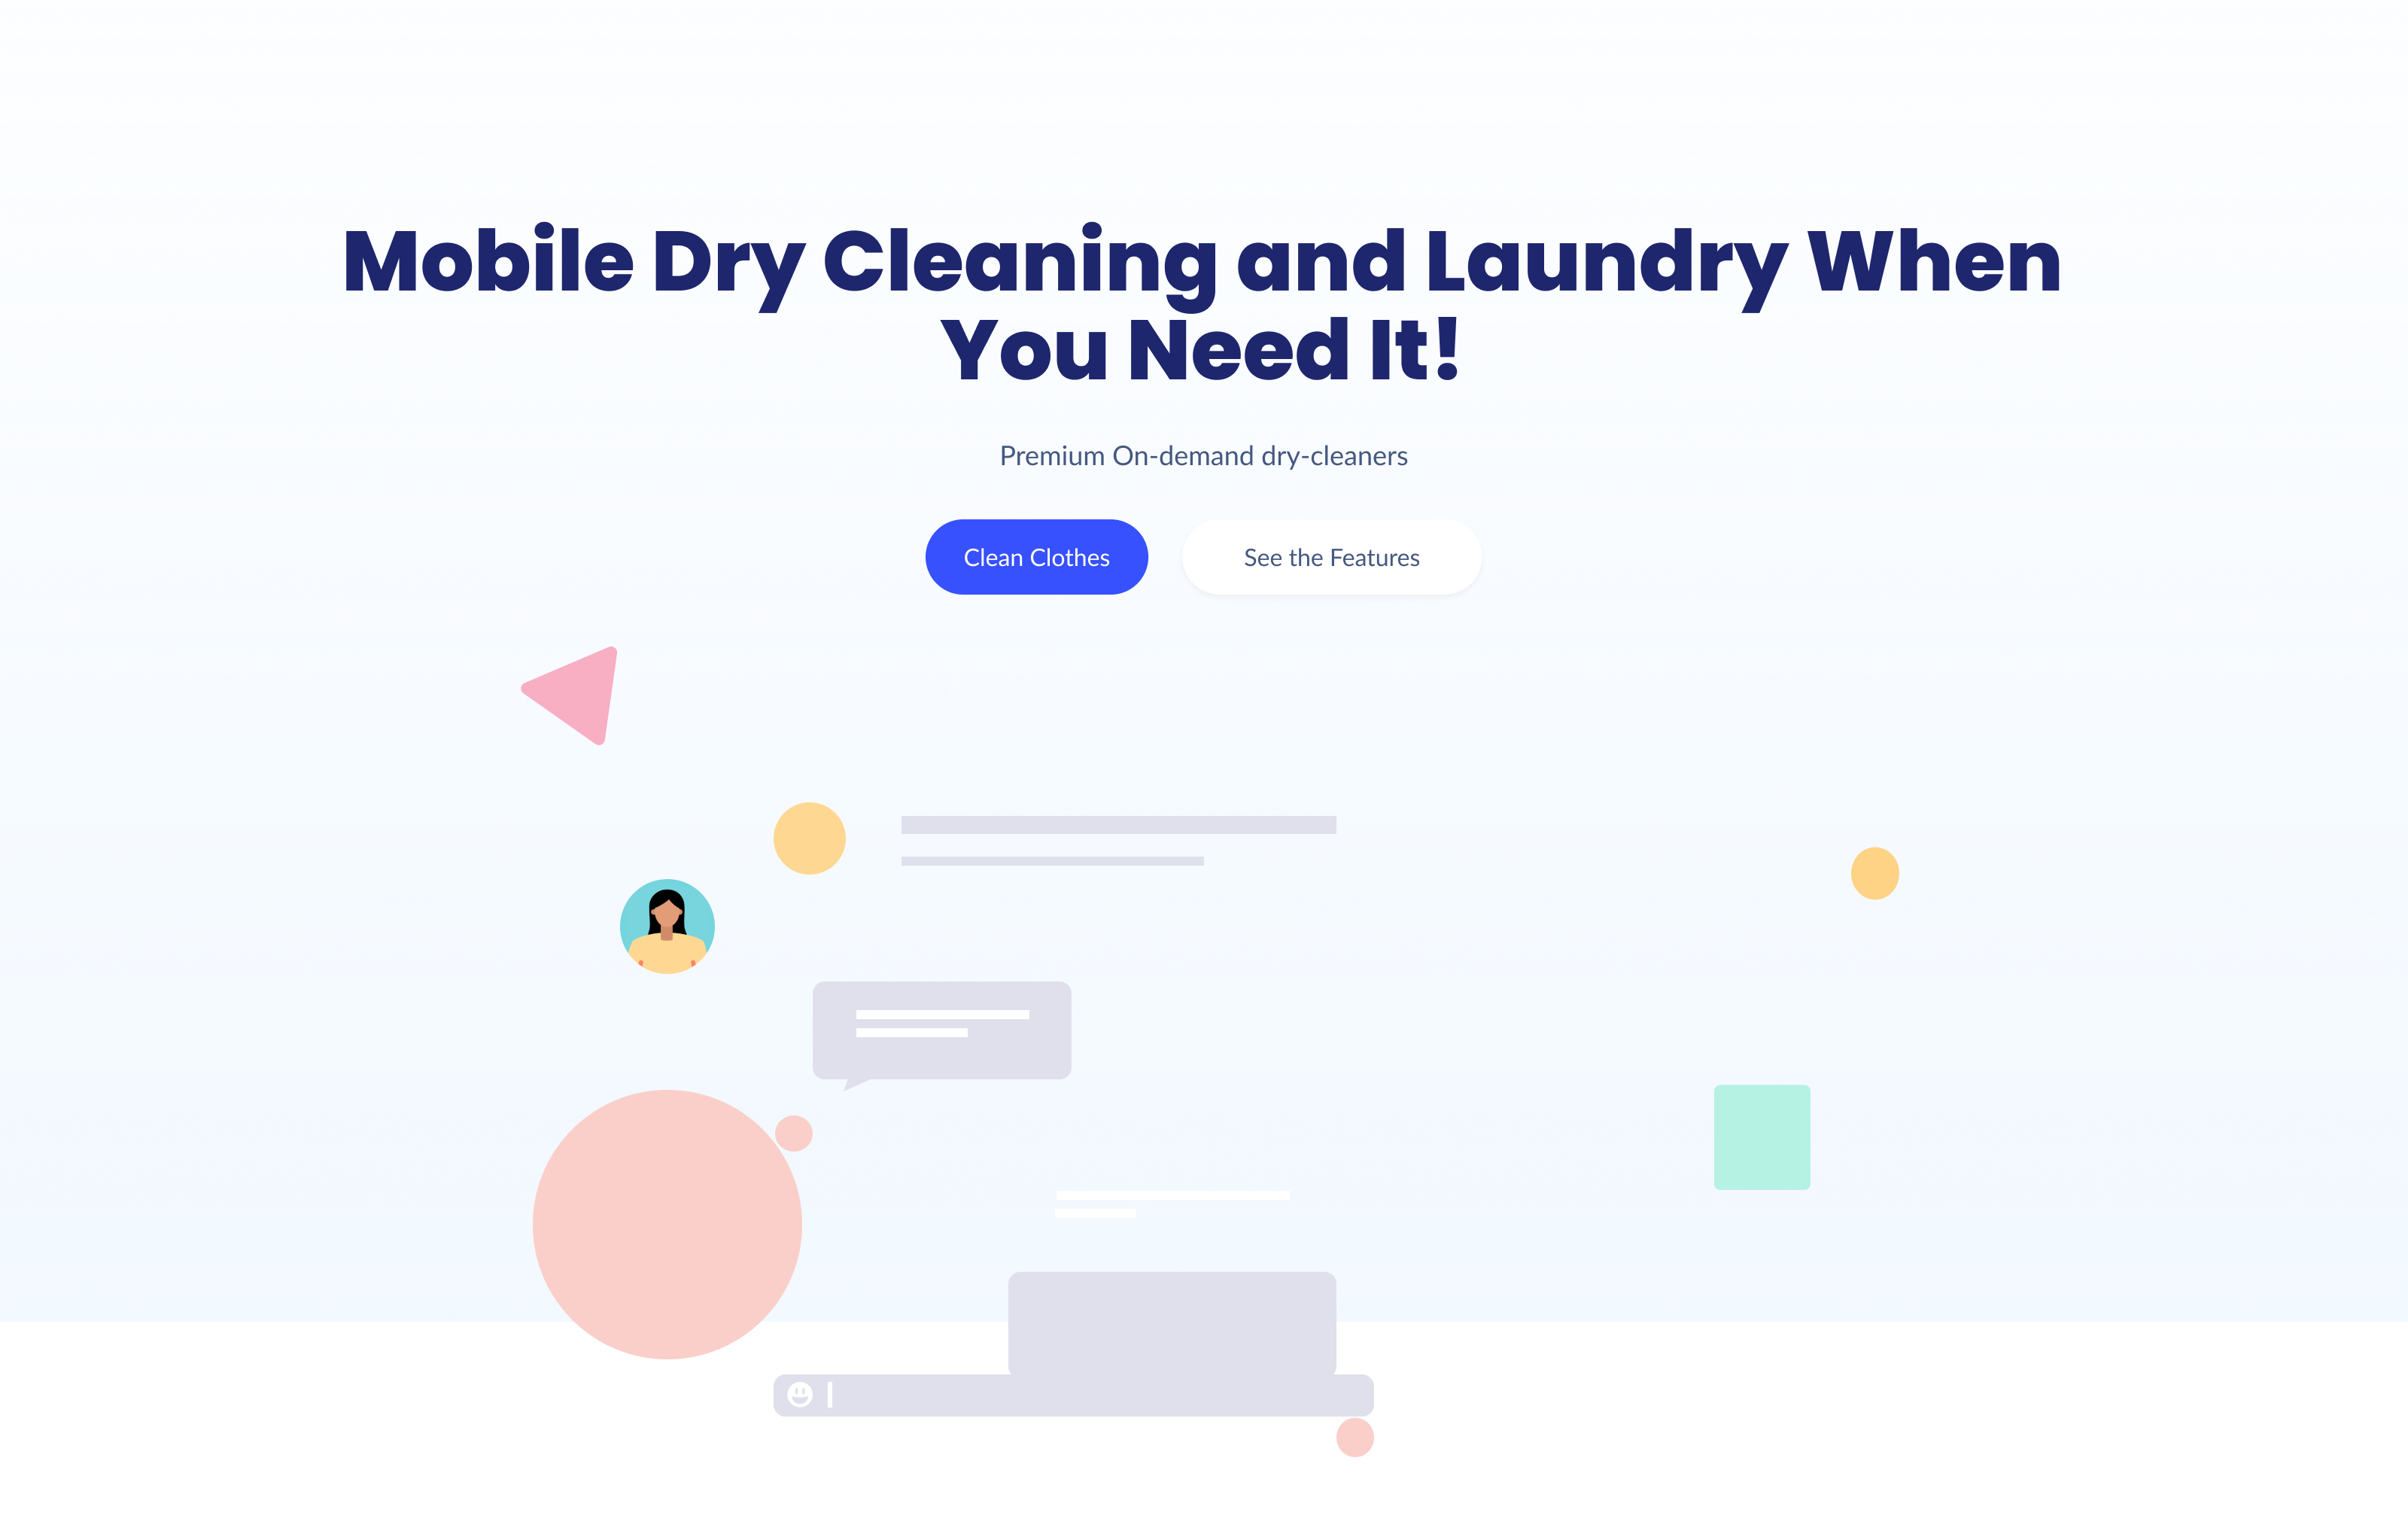 Mobile Dry Cleaning and Laundry When
You Need It!
Premium On-demand dry-cleaners
Clean Clothes
See the Features